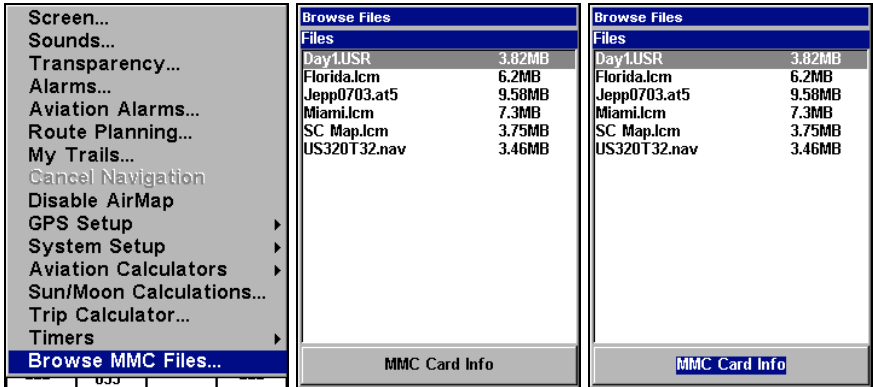 Screen...
Sounds...
Transparency...
Alarms...
Aviation Alarms...
Route Planning...
My Trails...
Cancel Navigation
Disable AirMap
GPS Setup
System Setup
Aviation Calculators
Sun/Moon Calculations...
Trip Calculator...
Timers
Browse MMC Files...
Browse Files
Files
Day1.USR 3.82MB
Florida.lcm 6.2MB
Jepp0703.at5 9.58MB
Miami.lcm 7.3MB
SC Map.lcm 3.75MB
US320T32.nav 3.46MB
MMC Card Info
Browse Files
Files
Day1.USR 3.82MB
Florida.lcm 6.2MB
Jepp0703.at5 9.58MB
Miami.lcm 7.3MB
SC Map.lcm 3.75MB
US320T32.nav 3.46MB
MMC Card Info